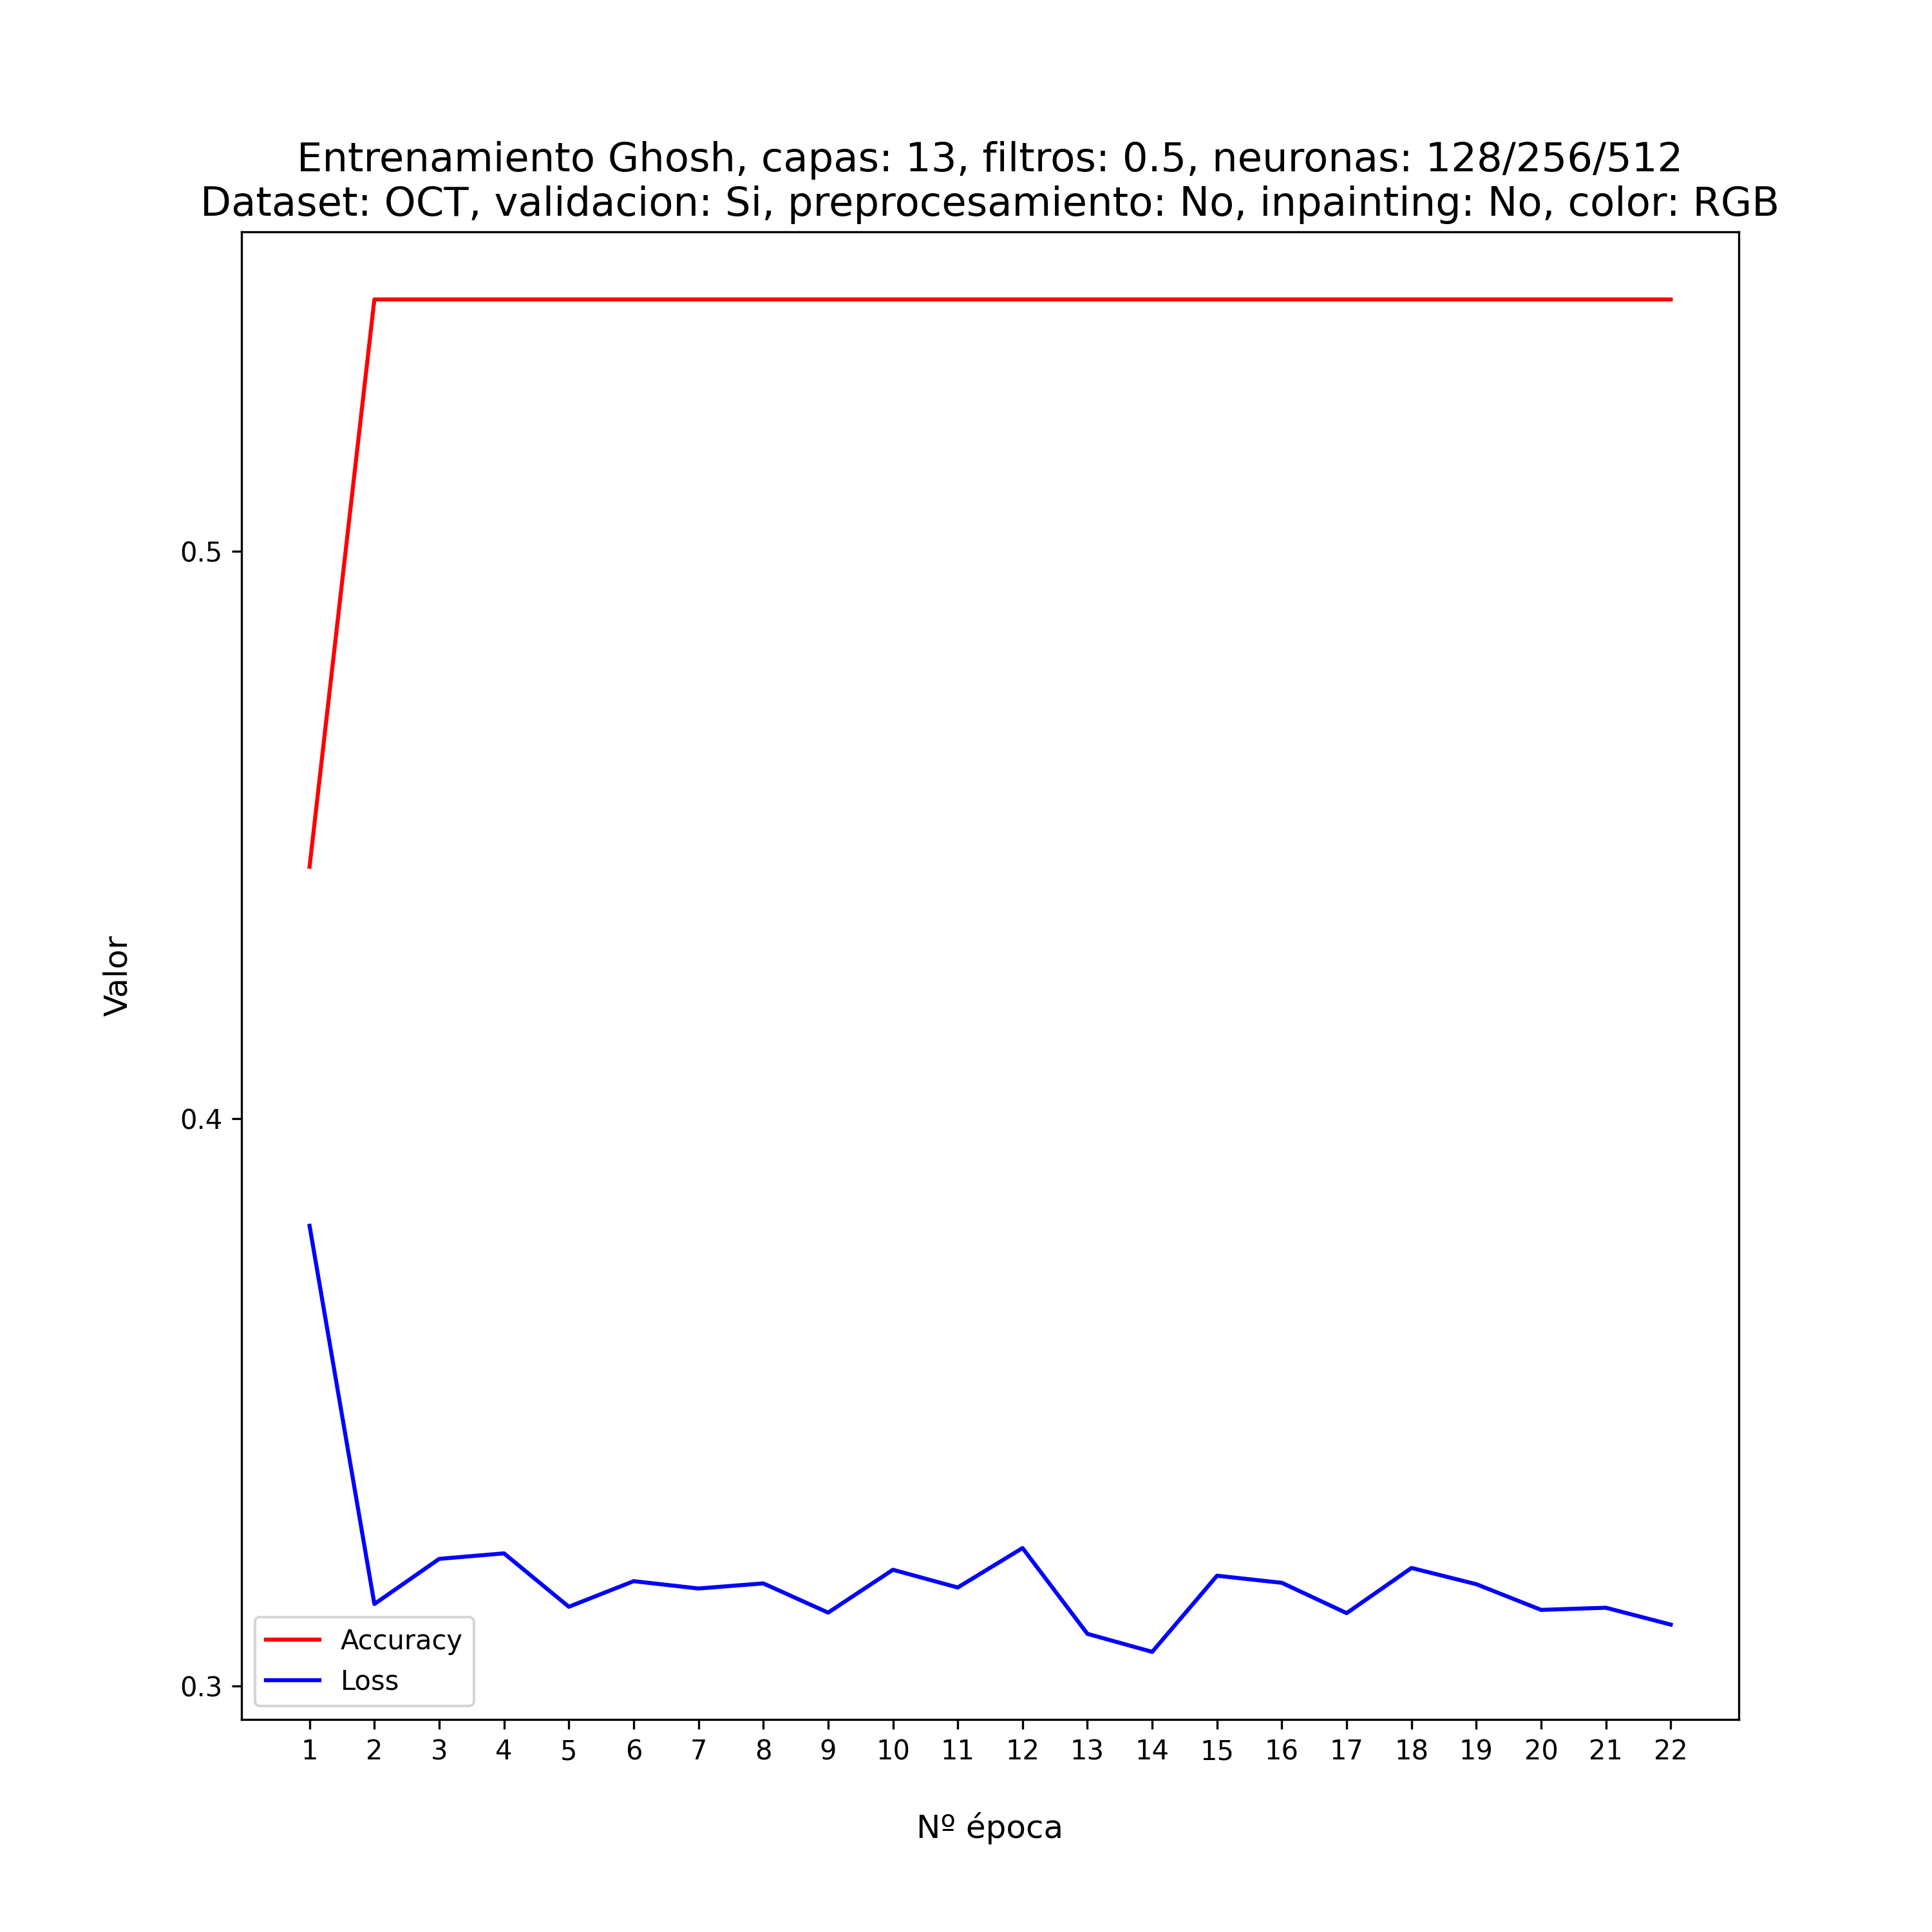 Entrenamiento Ghosh, capas: 13, filtros: 0.5, neuronas: 128/256/512
Dataset: OCT, validacion: Si, preprocesamiento: No, inpainting: No, color: RGB
Valor
0.5
0.4
0.3
Accuracy
Loss
1 2 3 4 5 6 7 8 9 10 11 12 13 14 15 16 17 18 19 20 21 22
Nº época